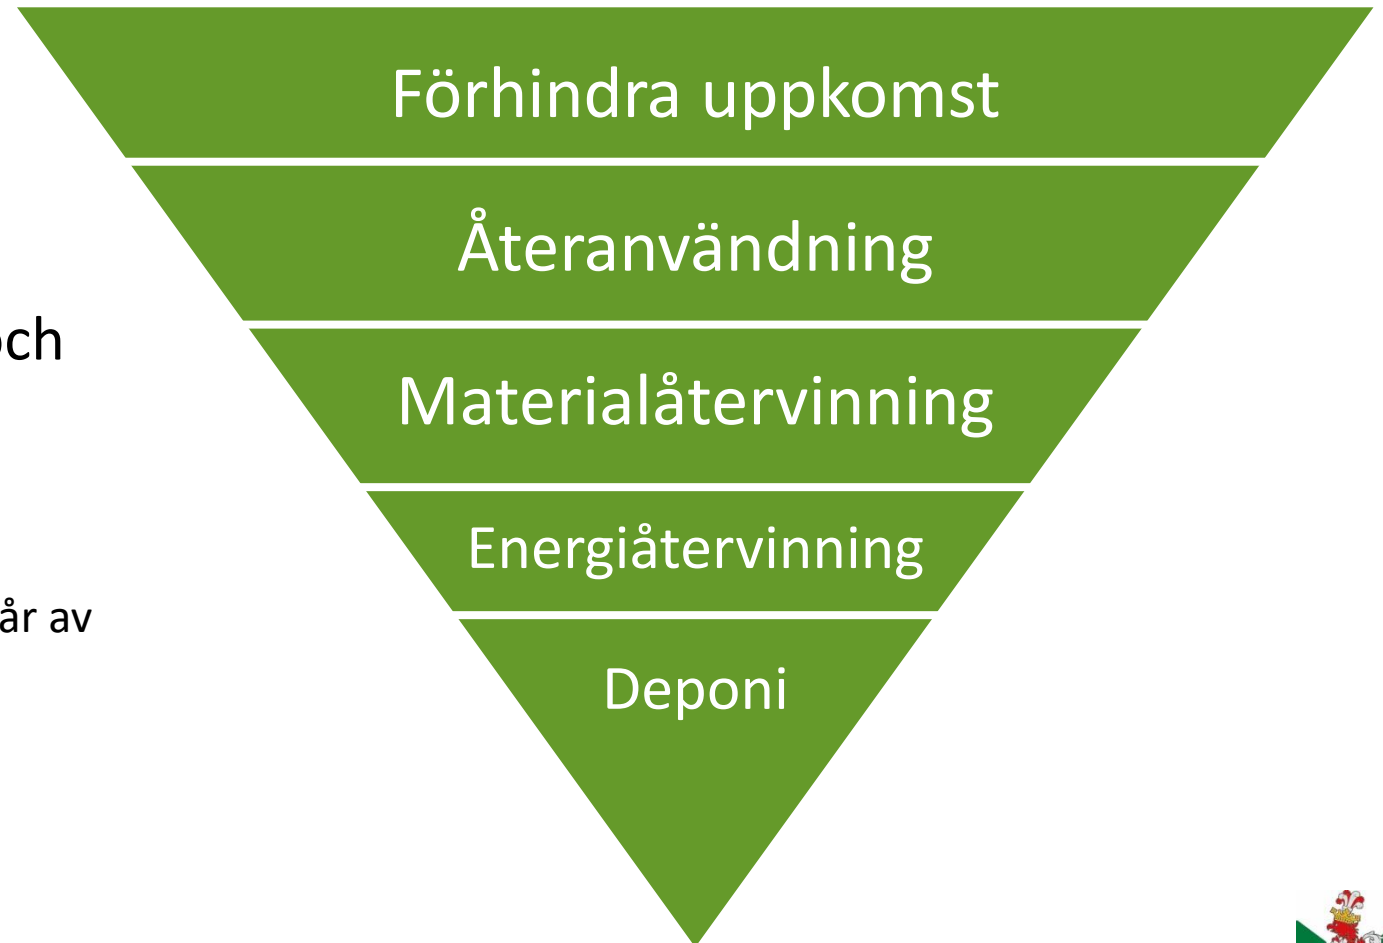 Förhindra uppkomst
Återanvändning
och
Materialåtervinning
Energiåtervinning
år av
Deponi